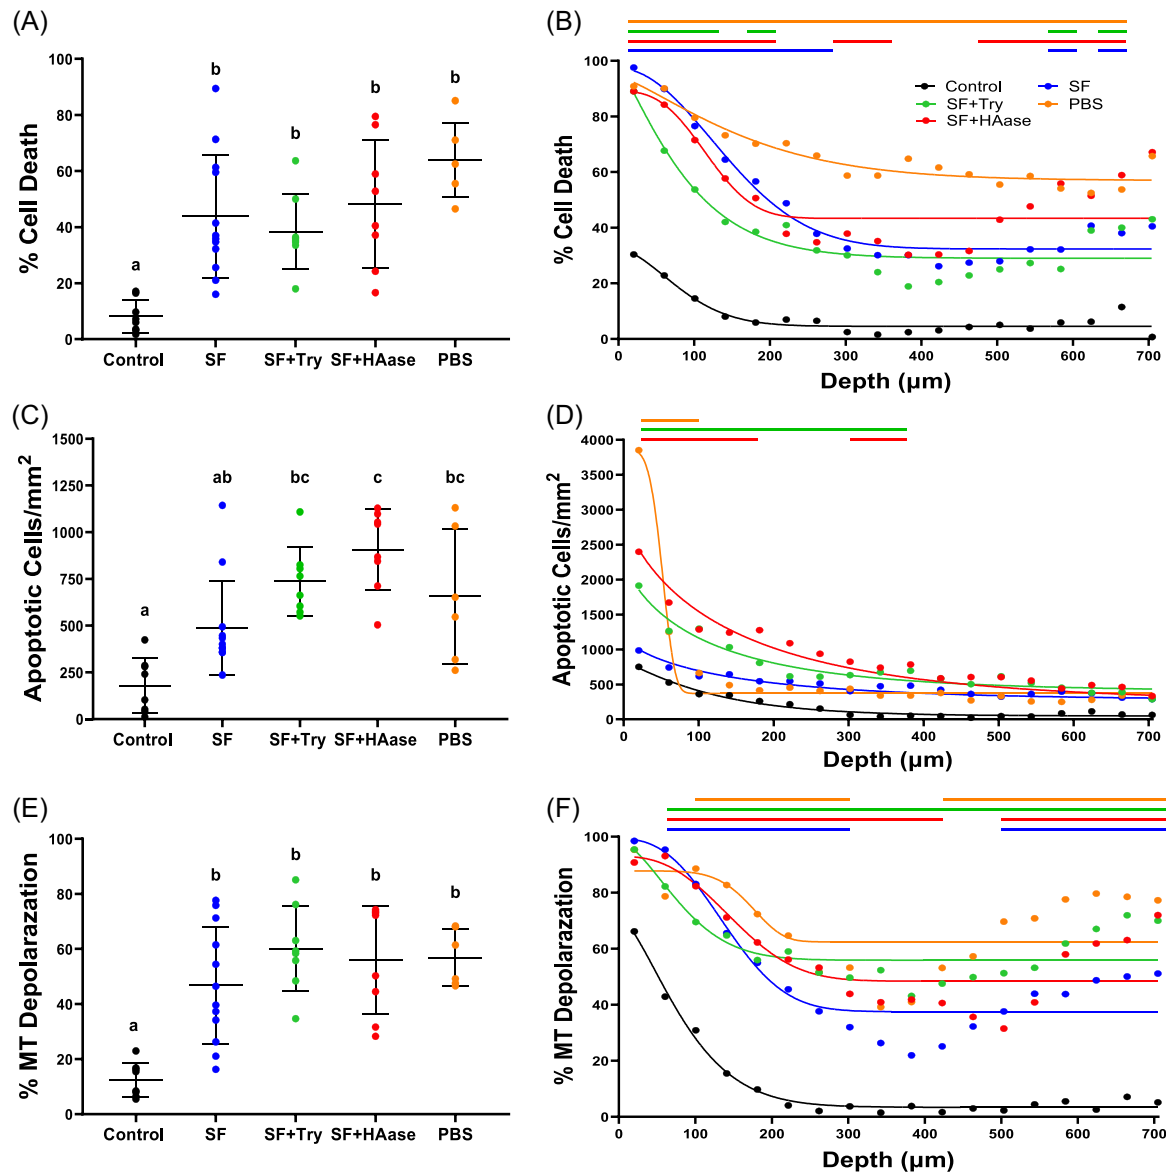 (A)
% Cell Death
100
80
60
40
20
0
a
b
b
b
b
Control SF SF+Try SF+HAase PBS
(B)
% Cell Death
100
80
60
40
20
0
Control SF
SF+Try PBS
SF+HAase
0 100 200 300 400 500 600 700
Depth (μm)
(C)
Apoptotic Cells/mm²
1500
1250
1000
750
500
250
0
a
ab
bc
c
bc
Control SF SF+Try SF+HAase PBS
(D)
Apoptotic Cells/mm²
4000
3500
3000
2500
2000
1500
1000
500
0
0 100 200 300 400 500 600 700
Depth (μm)
(E)
% MT Depolarazation
100
80
60
40
20
0
a
b
b
b
b
Control SF SF+Try SF+HAase PBS
(F)
% MT Depolarazation
100
80
60
40
20
0
0 100 200 300 400 500 600 700
Depth (μm)